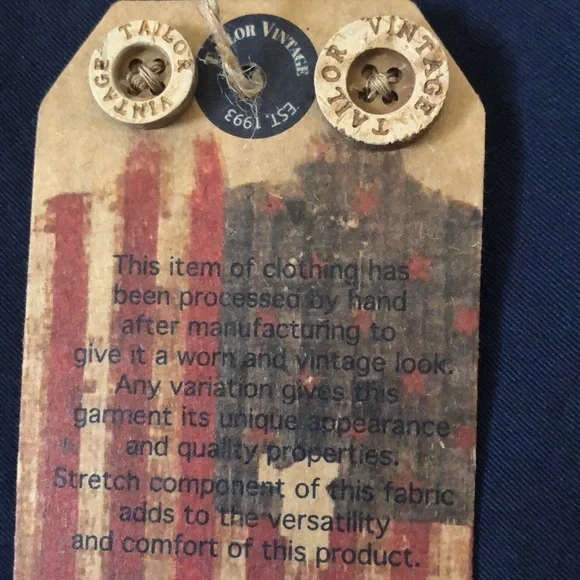 TAILOR VINTAGE
TAILOR VINTAGE
EST. 1993
TAILOR VINTAGE
This item of clothing has
been processed by hand
after manufacturing to
give it a worn and vintage look.
Any variation gives this
garment its unique appearance
and quality properties.
Stretch component of this fabric
adds to the versatility
and comfort of this product.